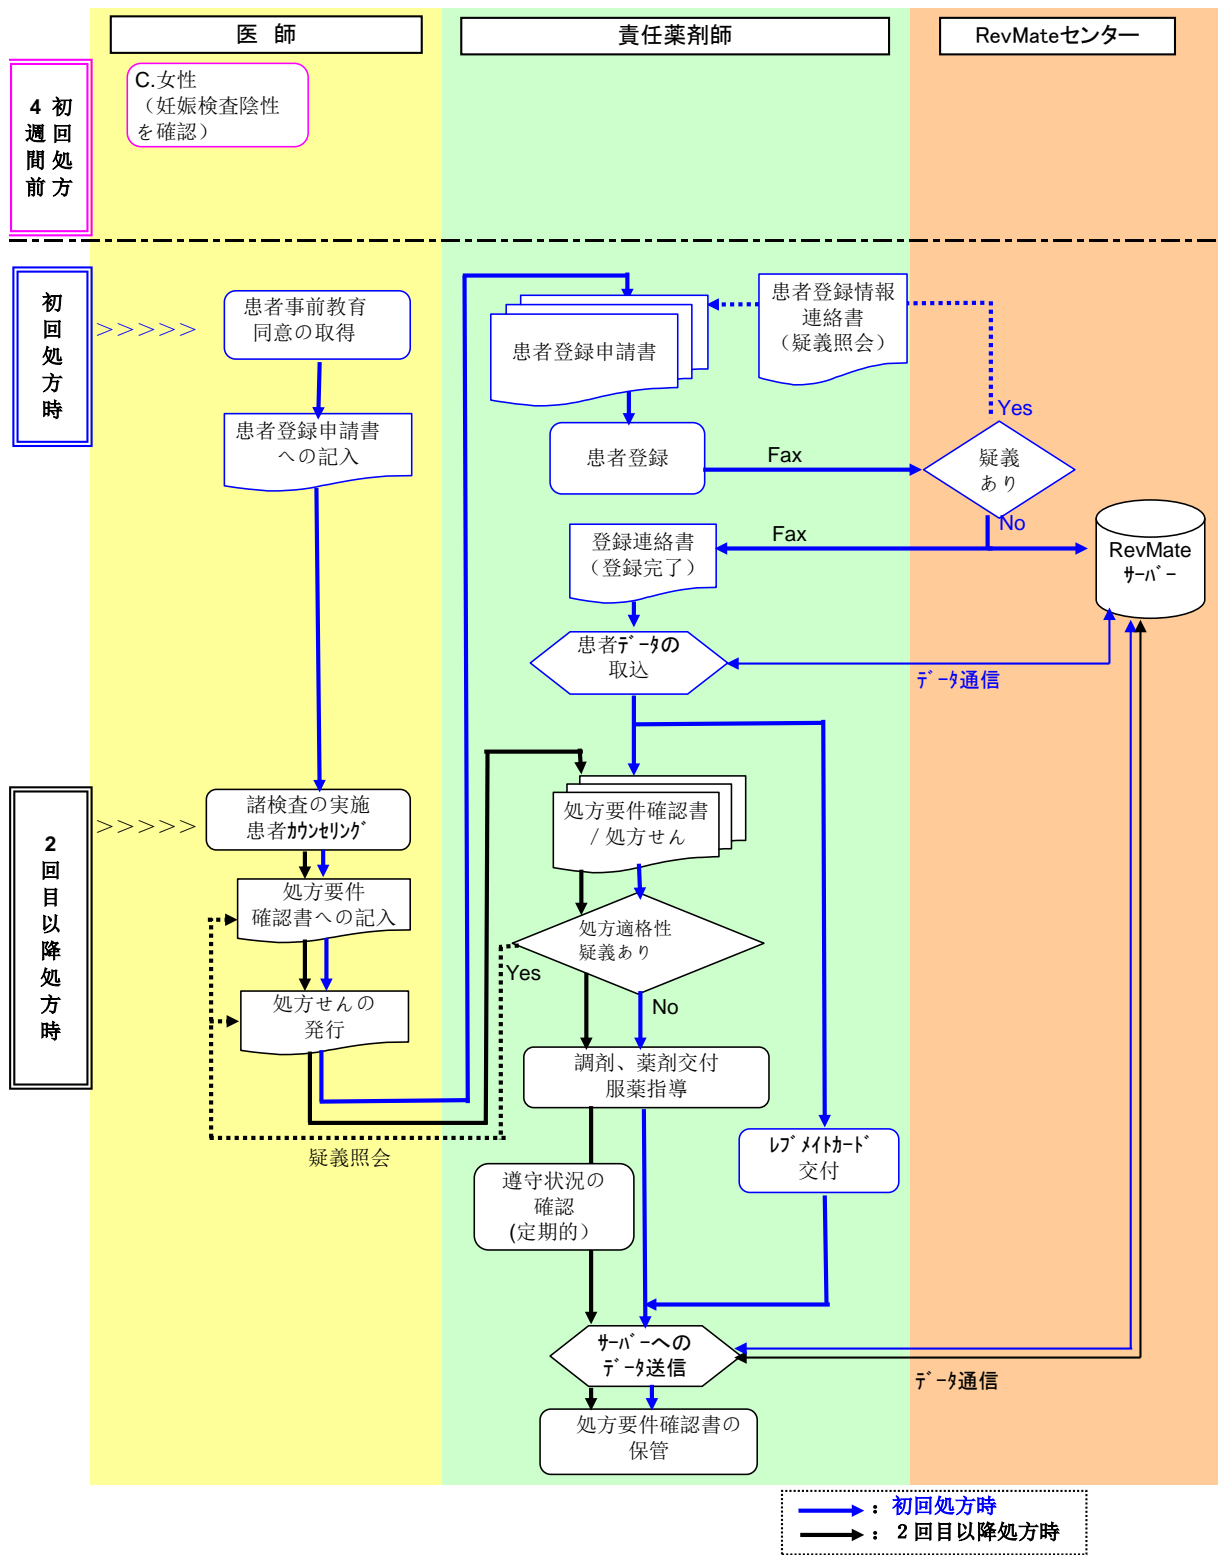 医 師
責任薬剤師
RevMateセンター
初回処方
4週間前
C.女性
（妊娠検査陰性
を確認）
初回処方時
>>>>>
患者事前教育
同意の取得
患者登録申請書
患者登録情報
連絡書
（疑義照会）
Yes
患者登録申請書
への記入
患者登録
Fax
疑義
あり
No
登録連絡書
（登録完了）
Fax
RevMate
ｻｰﾊﾞｰ
患者ﾃﾞｰﾀの
取込
ﾃﾞｰﾀ通信
2回目以降処方時
>>>>>
諸検査の実施
患者ｶｳﾝｾﾘﾝｸﾞ
処方要件確認書
/ 処方せん
処方要件
確認書への記入
処方適格性
疑義あり
Yes
No
処方せんの
発行
調剤、薬剤交付
服薬指導
疑義照会
ﾚﾌﾞﾒｲﾄｶｰﾄﾞ
交付
遵守状況の
確認
(定期的）
ｻｰﾊﾞｰへの
ﾃﾞｰﾀ送信
ﾃﾞｰﾀ通信
処方要件確認書の
保管
：初回処方時
：２回目以降処方時